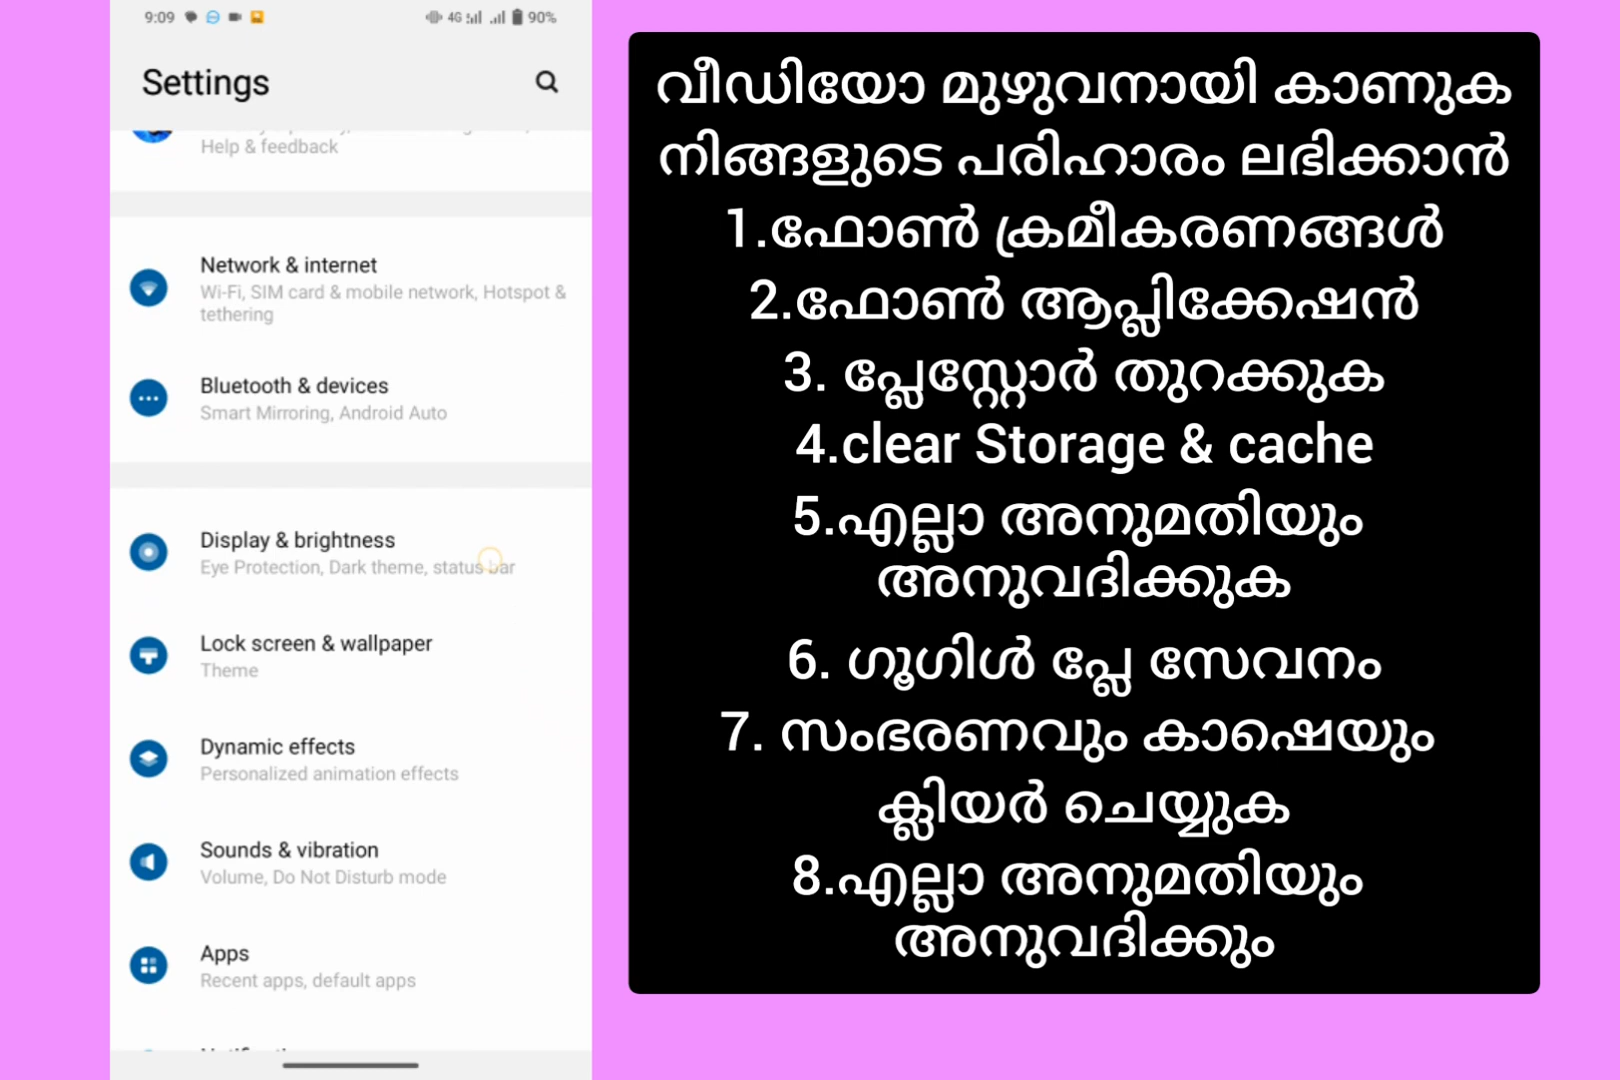 9:09
4G
90%
Settings
Help & feedback
Network & internet
Wi-Fi, SIM card & mobile network, Hotspot &
tethering
Bluetooth & devices
Smart Mirroring, Android Auto
Display & brightness
Eye Protection, Dark theme, status bar
Lock screen & wallpaper
Theme
Dynamic effects
Personalized animation effects
Sounds & vibration
Volume, Do Not Disturb mode
Apps
Recent apps, default apps
വീഡിയോ മുഴുവനായി കാണുക
നിങ്ങളുടെ പരിഹാരം ലഭിക്കാൻ
1.ഫോൺ ക്രമീകരണങ്ങൾ
2.ഫോൺ ആപ്ലിക്കേഷൻ
3. പ്ലേസ്റ്റോർ തുറക്കുക
4.clear Storage & cache
5.എല്ലാ അനുമതിയും
അനുവദിക്കുക
6. ഗൂഗിൾ പ്ലേ സേവനം
7. സംഭരണവും കാഷെയും
ക്ലിയർ ചെയ്യുക
8.എല്ലാ അനുമതിയും
അനുവദിക്കും